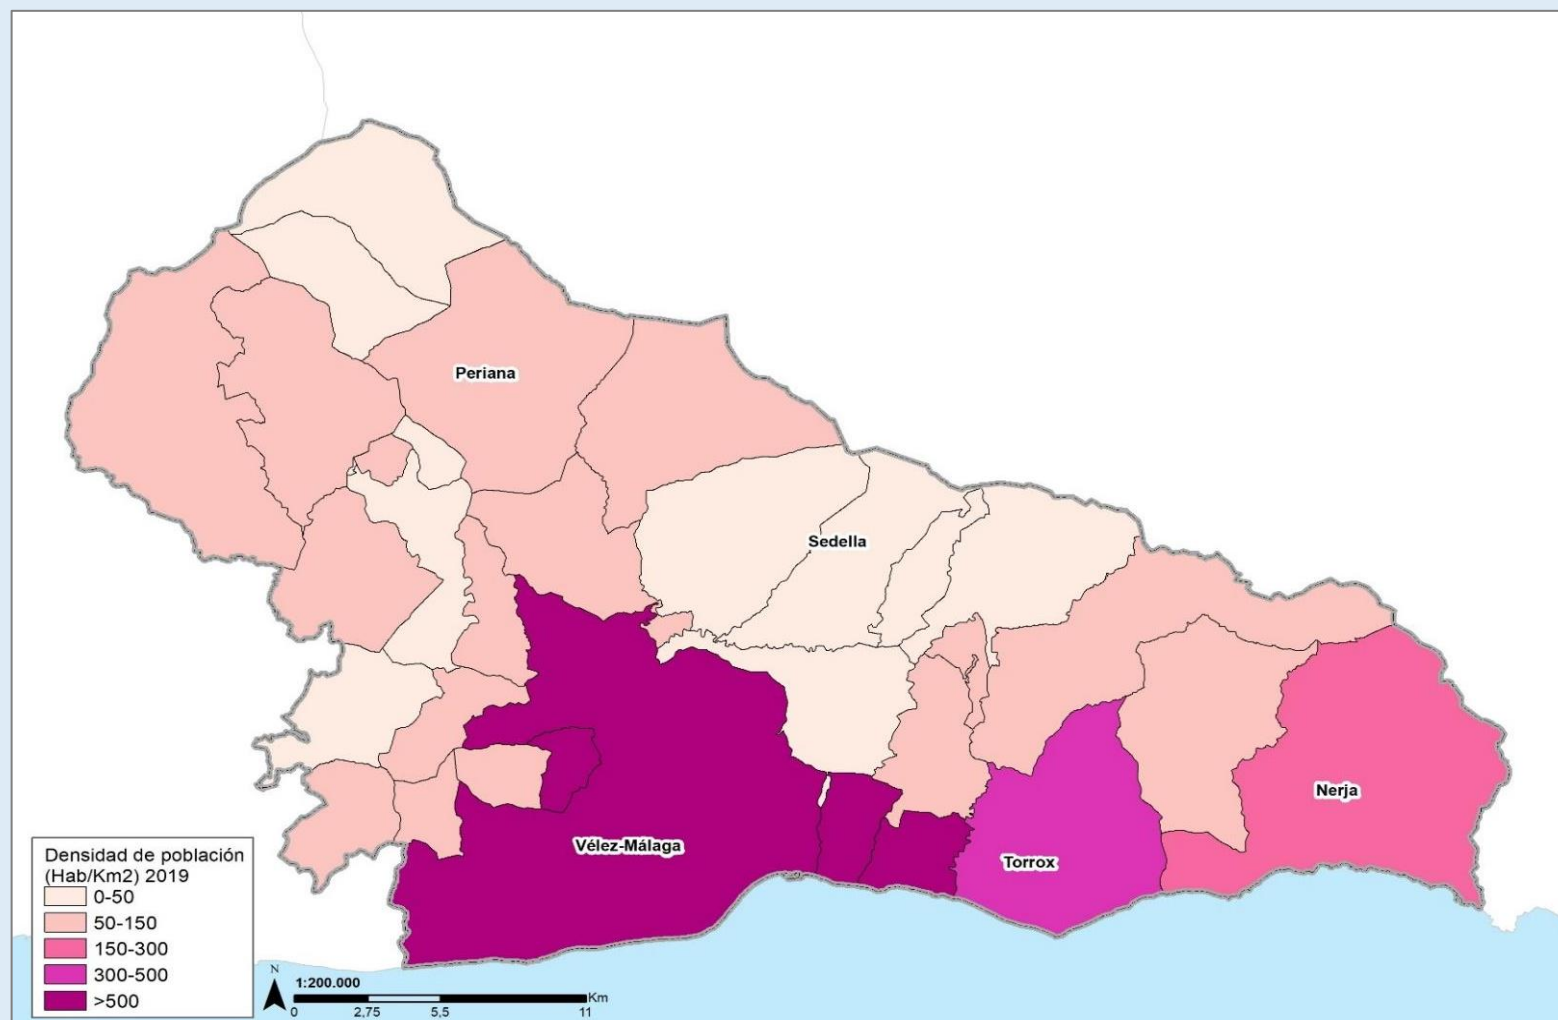 Periana
Sedella
Nerja
Vélez-Málaga
Torrox
Densidad de población
(Hab/Km2) 2019
0-50
50-150
150-300
300-500
>500
N
1:200.000
Km
0 2,75 5,5 11